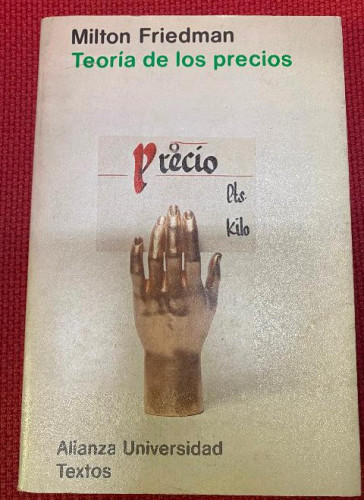 Milton Friedman
Teoría de los precios
Precio
Pts.
Kilo
Alianza Universidad
Textos